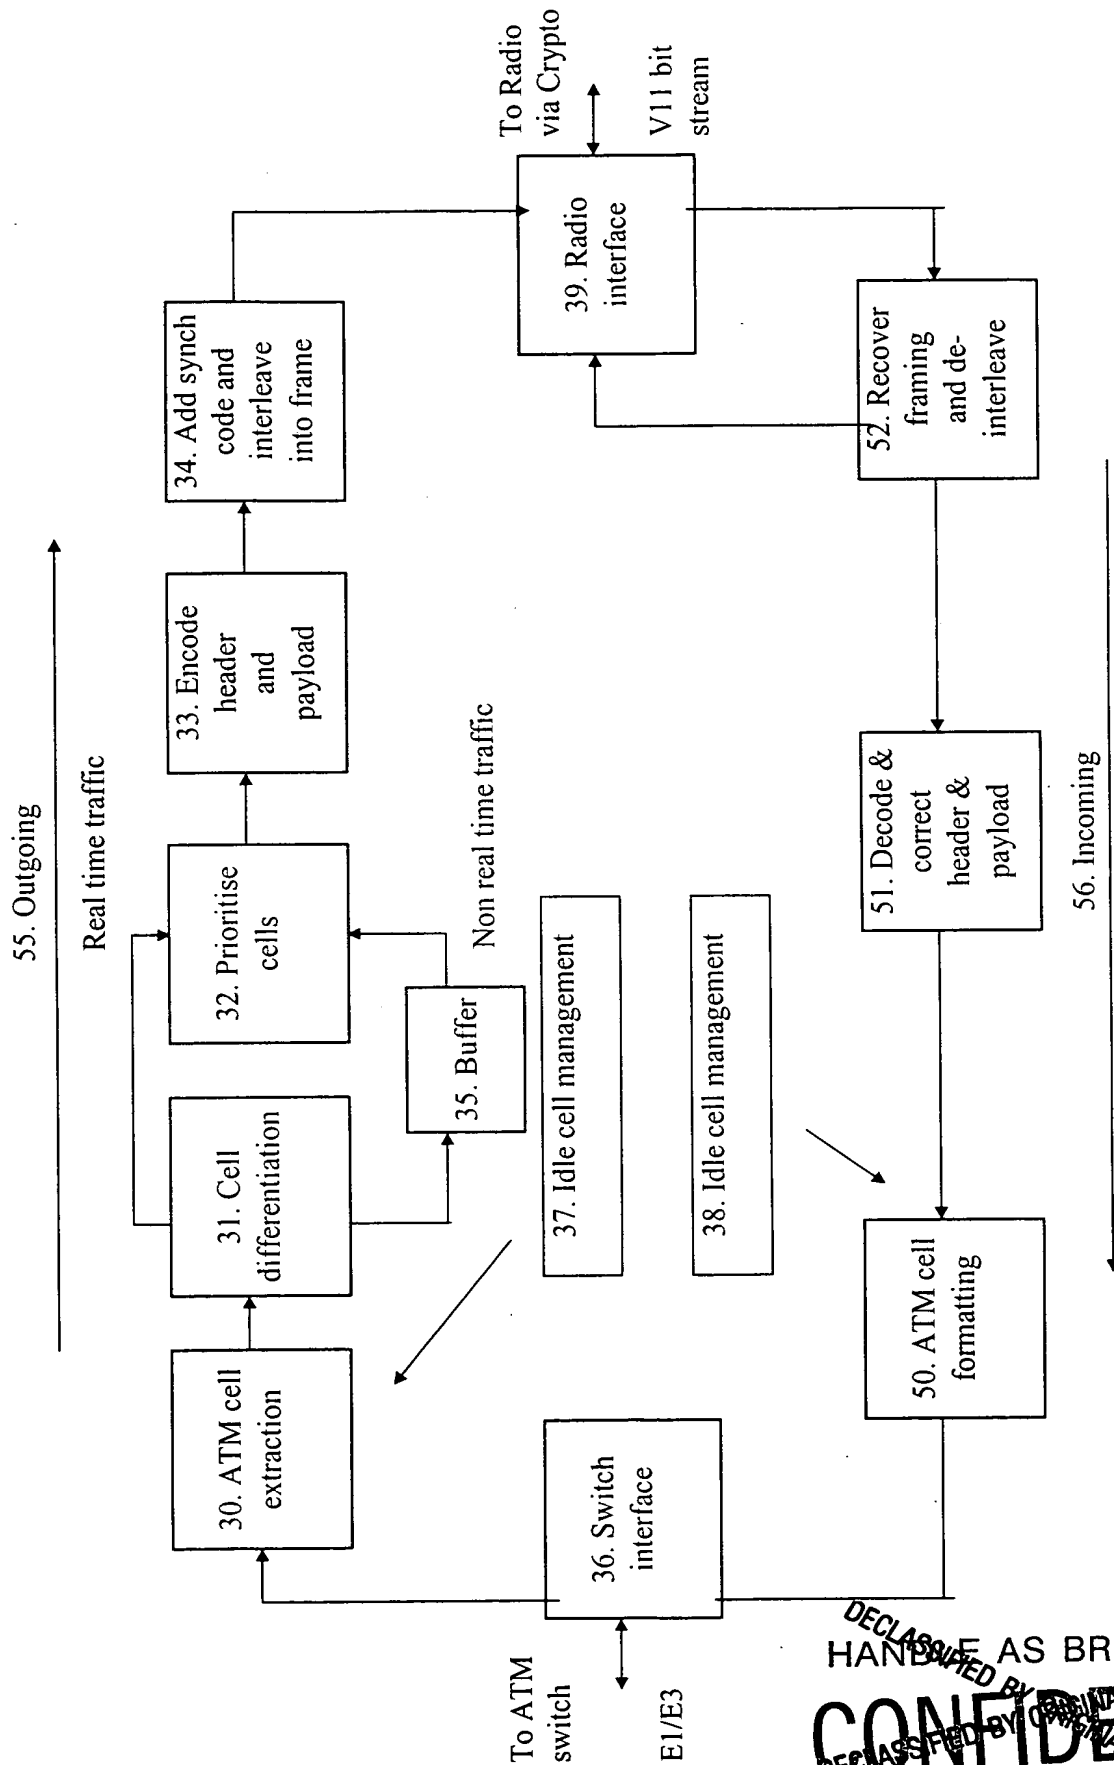 55. Outgoing
Real time traffic
30. ATM cell
extraction
31. Cell
differentiation
32. Prioritise
cells
33. Encode
header
and
payload
34. Add synch
code and
interleave
into frame
35. Buffer
Non real time traffic
To ATM
switch
E1/E3
36. Switch
interface
37. Idle cell management
38. Idle cell management
39. Radio
interface
To Radio
via Crypto
V11 bit
stream
50. ATM cell
formatting
51. Decode &
correct
header &
payload
52. Recover
framing
and de-
interleave
56. Incoming
HANDLE AS BR
DECLASSIFIED BY
CONFIDE
DECLASSIFIED BY